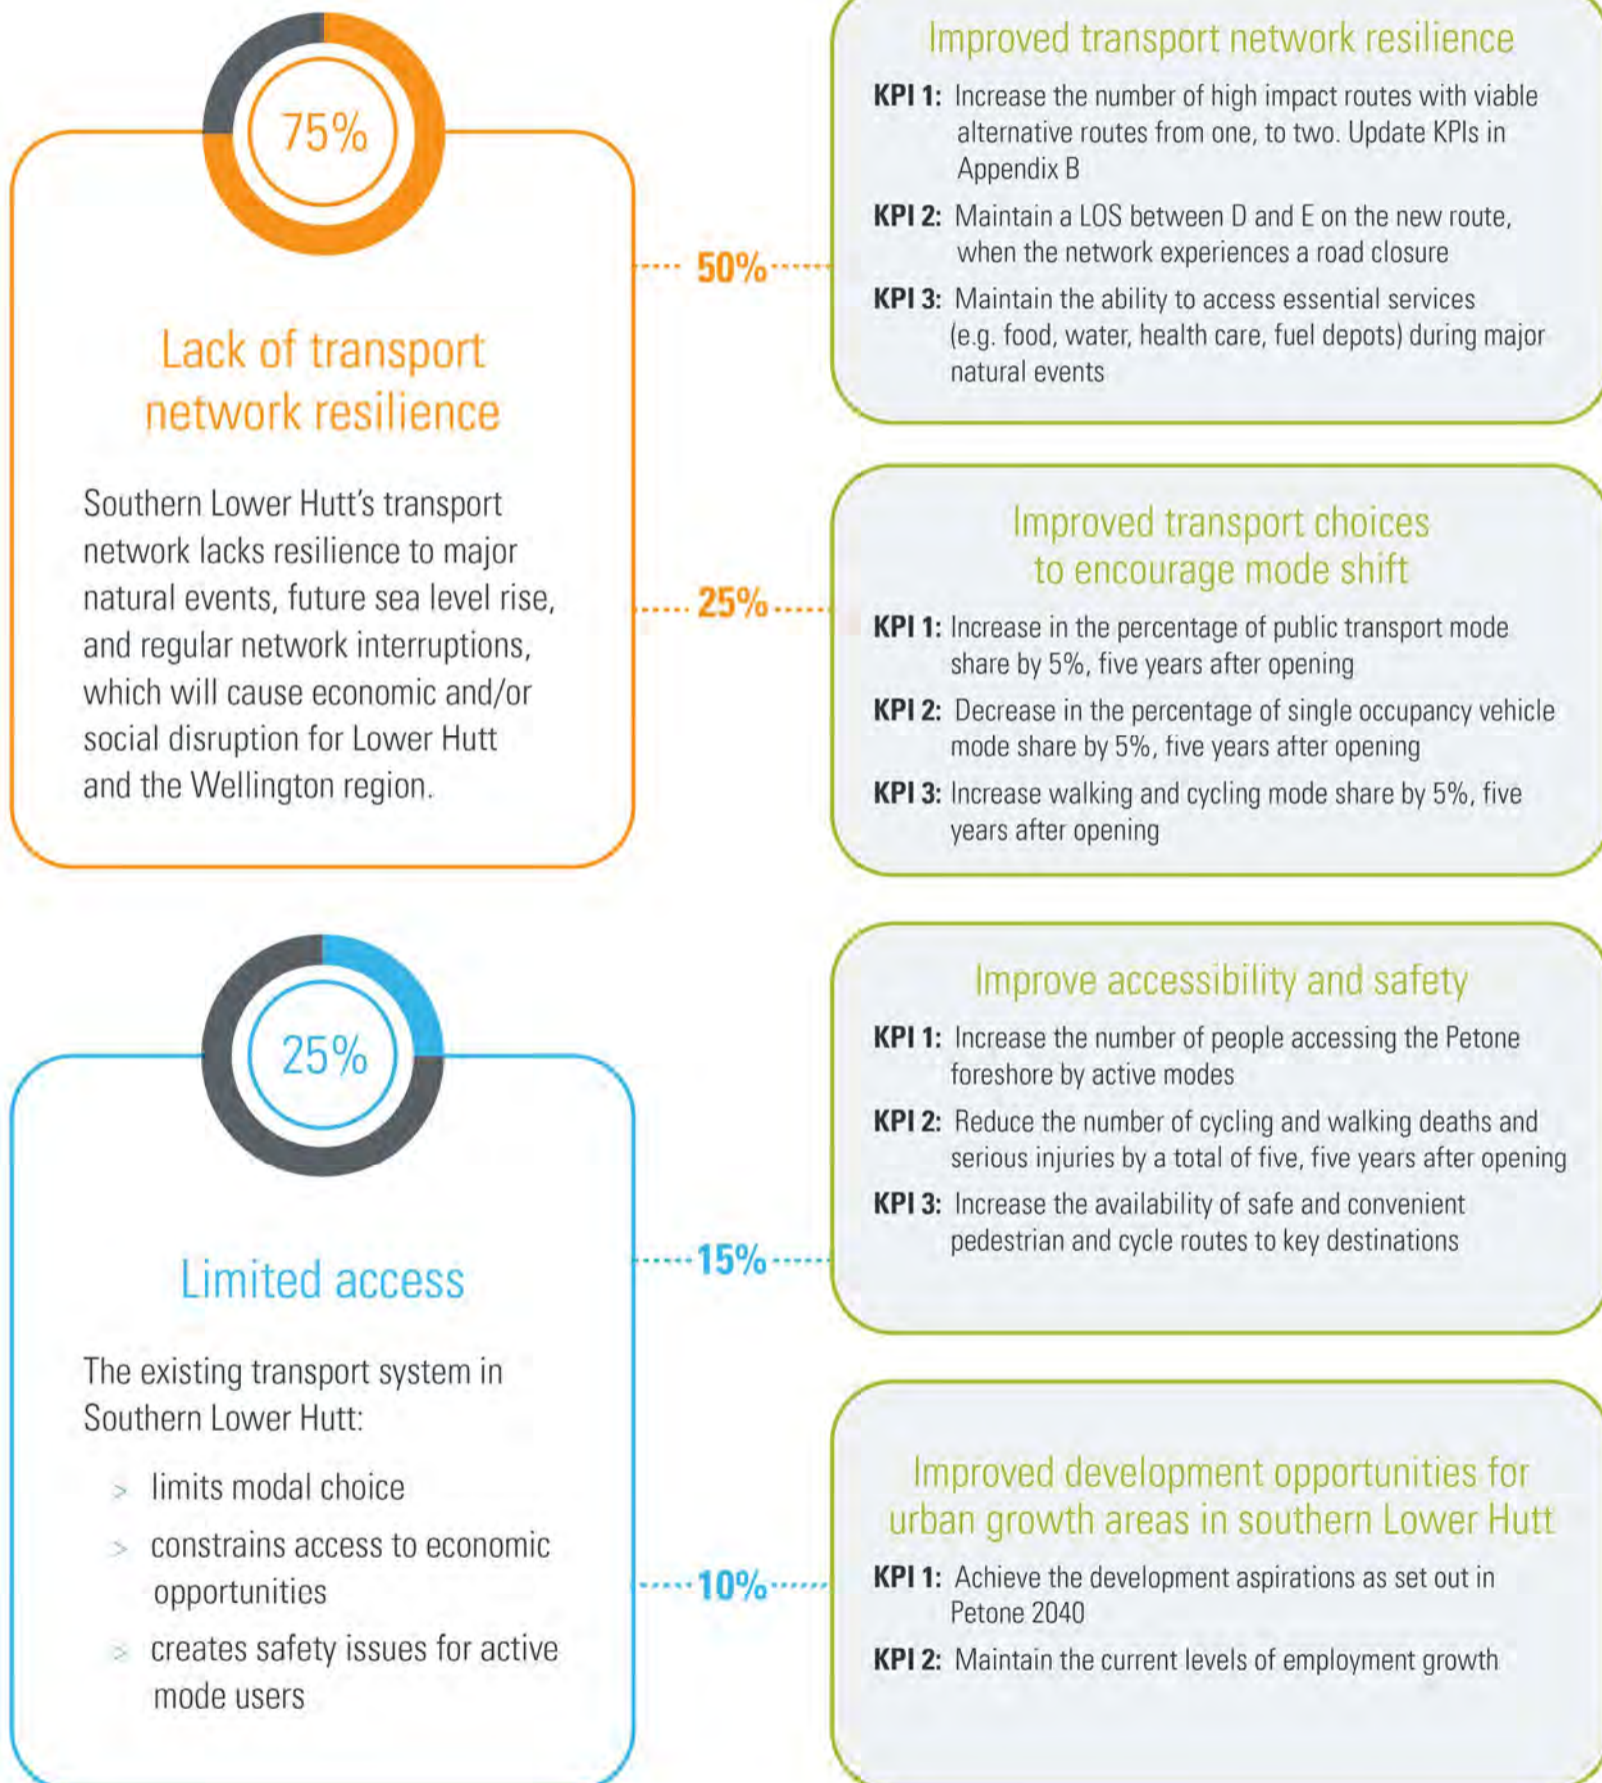 75%
Lack of transport
network resilience
Southern Lower Hutt's transport
network lacks resilience to major
natural events, future sea level rise,
and regular network interruptions,
which will cause economic and/or
social disruption for Lower Hutt
and the Wellington region.
50%
Improved transport network resilience
KPI 1: Increase the number of high impact routes with viable
alternative routes from one, to two. Update KPIs in
Appendix B
KPI 2: Maintain a LOS between D and E on the new route,
when the network experiences a road closure
KPI 3: Maintain the ability to access essential services
(e.g. food, water, health care, fuel depots) during major
natural events
25%
Improved transport choices
to encourage mode shift
KPI 1: Increase in the percentage of public transport mode
share by 5%, five years after opening
KPI 2: Decrease in the percentage of single occupancy vehicle
mode share by 5%, five years after opening
KPI 3: Increase walking and cycling mode share by 5%, five
years after opening
25%
Limited access
The existing transport system in
Southern Lower Hutt:
> limits modal choice
> constrains access to economic
opportunities
> creates safety issues for active
mode users
15%
Improve accessibility and safety
KPI 1: Increase the number of people accessing the Petone
foreshore by active modes
KPI 2: Reduce the number of cycling and walking deaths and
serious injuries by a total of five, five years after opening
KPI 3: Increase the availability of safe and convenient
pedestrian and cycle routes to key destinations
10%
Improved development opportunities for
urban growth areas in southern Lower Hutt
KPI 1: Achieve the development aspirations as set out in
Petone 2040
KPI 2: Maintain the current levels of employment growth